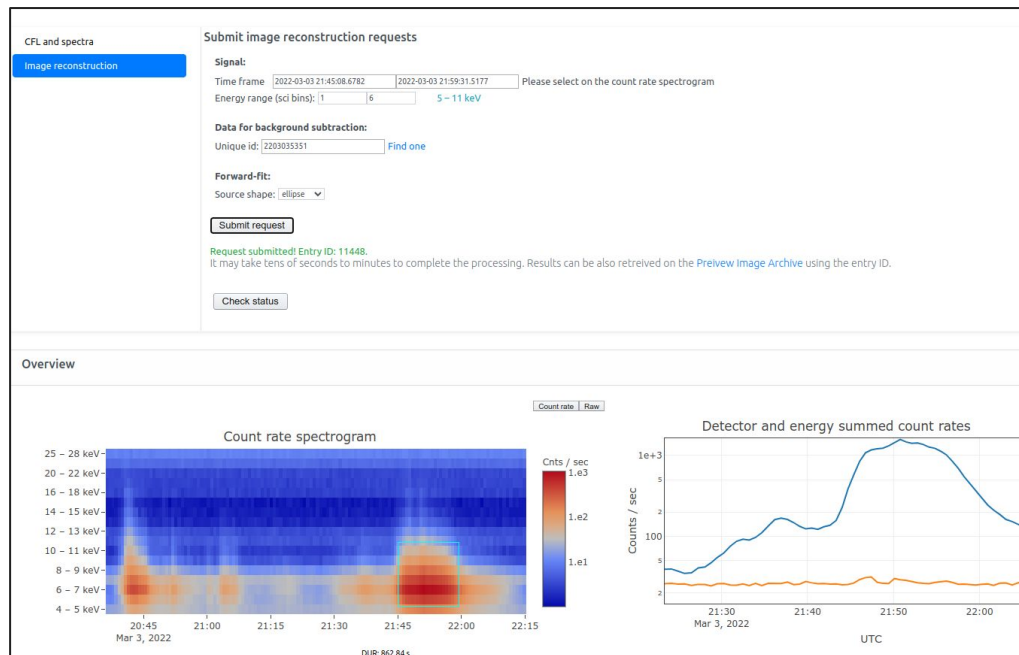 CFL and spectra
Image reconstruction
Submit image reconstruction requests
Signal:
Time frame 2022-03-03 21:45:08.6782 2022-03-03 21:59:31.5177 Please select on the count rate spectrogram
Energy range (sci bins): 1 6 5 – 11 keV
Data for background subtraction:
Unique id: 2203035351 Find one
Forward-fit:
Source shape: ellipse
Submit request
Request submitted! Entry ID: 11448.
It may take tens of seconds to minutes to complete the processing. Results can be also retreived on the Preivew Image Archive using the entry ID.
Check status
Overview
Count rate Raw
Count rate spectrogram
25 – 28 keV
20 – 22 keV
16 – 18 keV
14 – 15 keV
12 – 13 keV
10 – 11 keV
8 – 9 keV
6 – 7 keV
4 – 5 keV
20:45 21:00 21:15 21:30 21:45 22:00 22:15
Mar 3, 2022
DUR: 862.84 s
Cnts / sec
1.e3
1.e2
1.e1
Detector and energy summed count rates
Counts / sec
1e+3
5
2
100
5
2
21:30 21:40 21:50 22:00
Mar 3, 2022
UTC